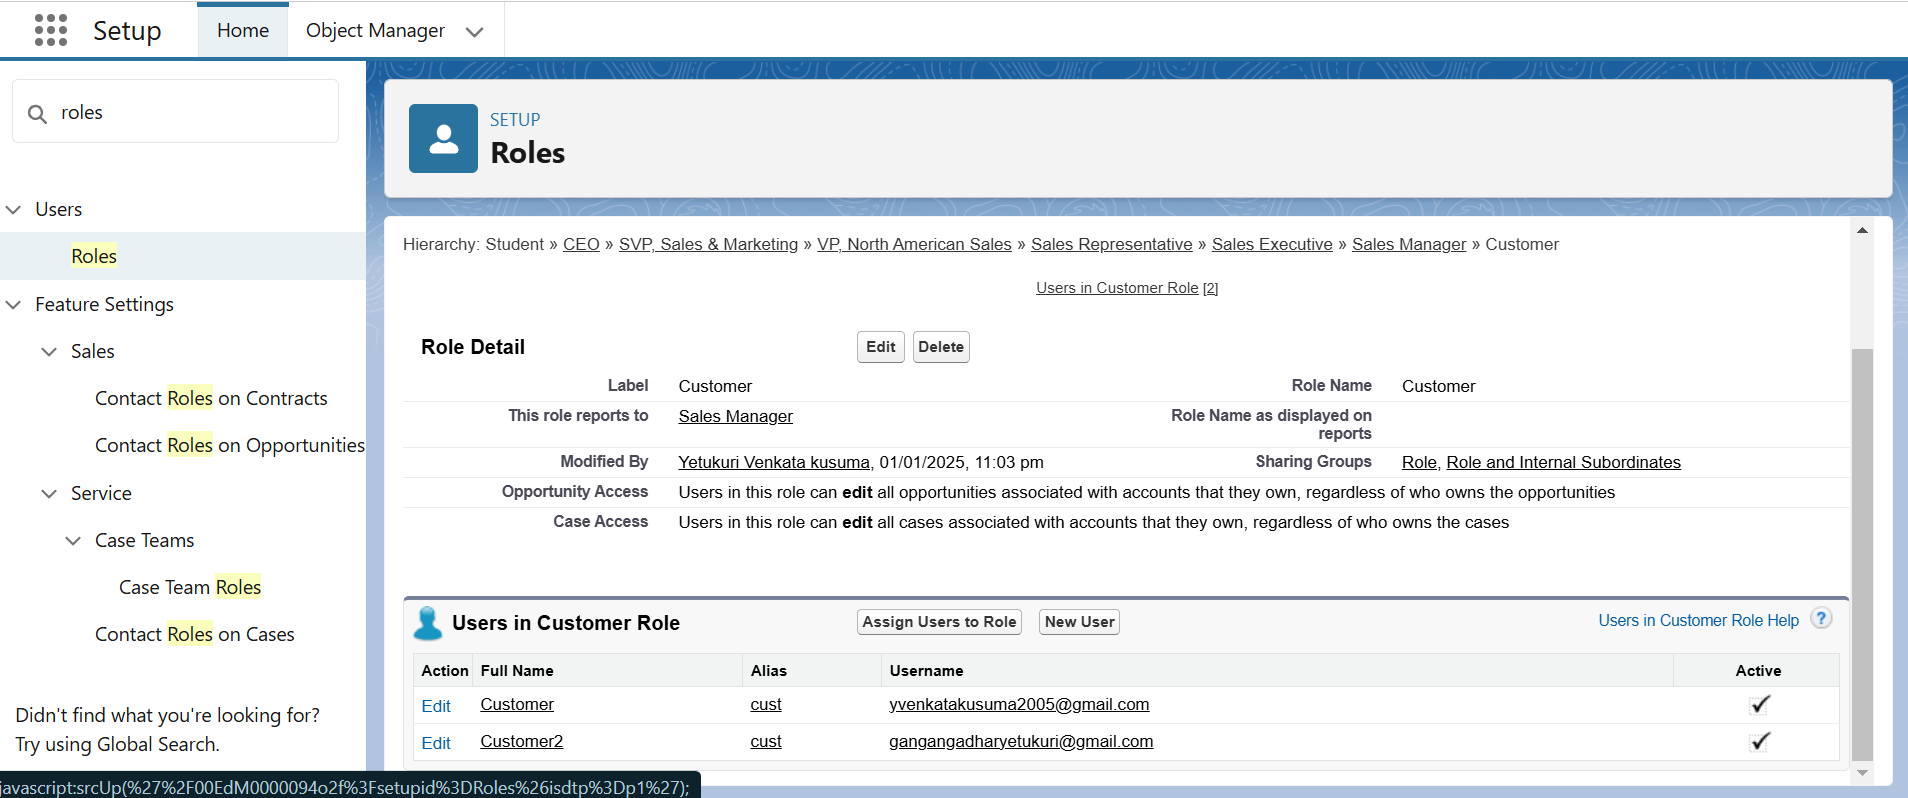 Setup
Home
Object Manager
roles
Users
Roles
Feature Settings
Sales
Contact Roles on Contracts
Contact Roles on Opportunities
Service
Case Teams
Case Team Roles
Contact Roles on Cases
Didn't find what you're looking for?
Try using Global Search.
SETUP
Roles
Hierarchy: Student » CEO » SVP, Sales & Marketing » VP, North American Sales » Sales Representative » Sales Executive » Sales Manager » Customer
Users in Customer Role [2]
Role Detail
Edit Delete
Label Customer Role Name Customer
This role reports to Sales Manager Role Name as displayed on
reports
Modified By Yetukuri Venkata kusuma, 01/01/2025, 11:03 pm Sharing Groups Role, Role and Internal Subordinates
Opportunity Access Users in this role can edit all opportunities associated with accounts that they own, regardless of who owns the opportunities
Case Access Users in this role can edit all cases associated with accounts that they own, regardless of who owns the cases
Users in Customer Role Assign Users to Role New User Users in Customer Role Help ?
Action Full Name Alias Username Active
Edit Customer cust yvenkatakusuma2005@gmail.com
Edit Customer2 cust gangangadharyetukuri@gmail.com
javascript:srcUp(%27%2F00EdM0000094o2f%3Fsetupid%3DRoles%26isdtp%3Dp1%27);